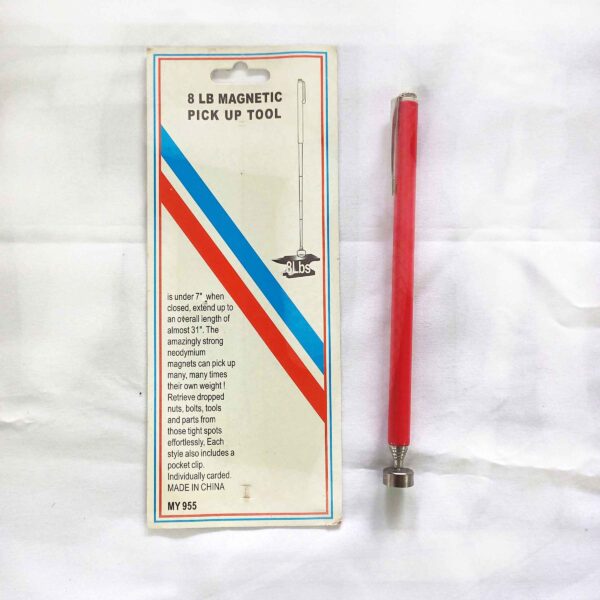 8 LB MAGNETIC
PICK UP TOOL
8Lbs
is under 7" when
closed, extend up to
an overall length of
almost 31". The
amazingly strong
neodymium
magnets can pick up
many, many times
their own weight !
Retrieve dropped
nuts, bolts, tools
and parts from
those tight spots
effortlessly. Each
style also includes a
pocket clip.
Individually carded.
MADE IN CHINA
MY 955